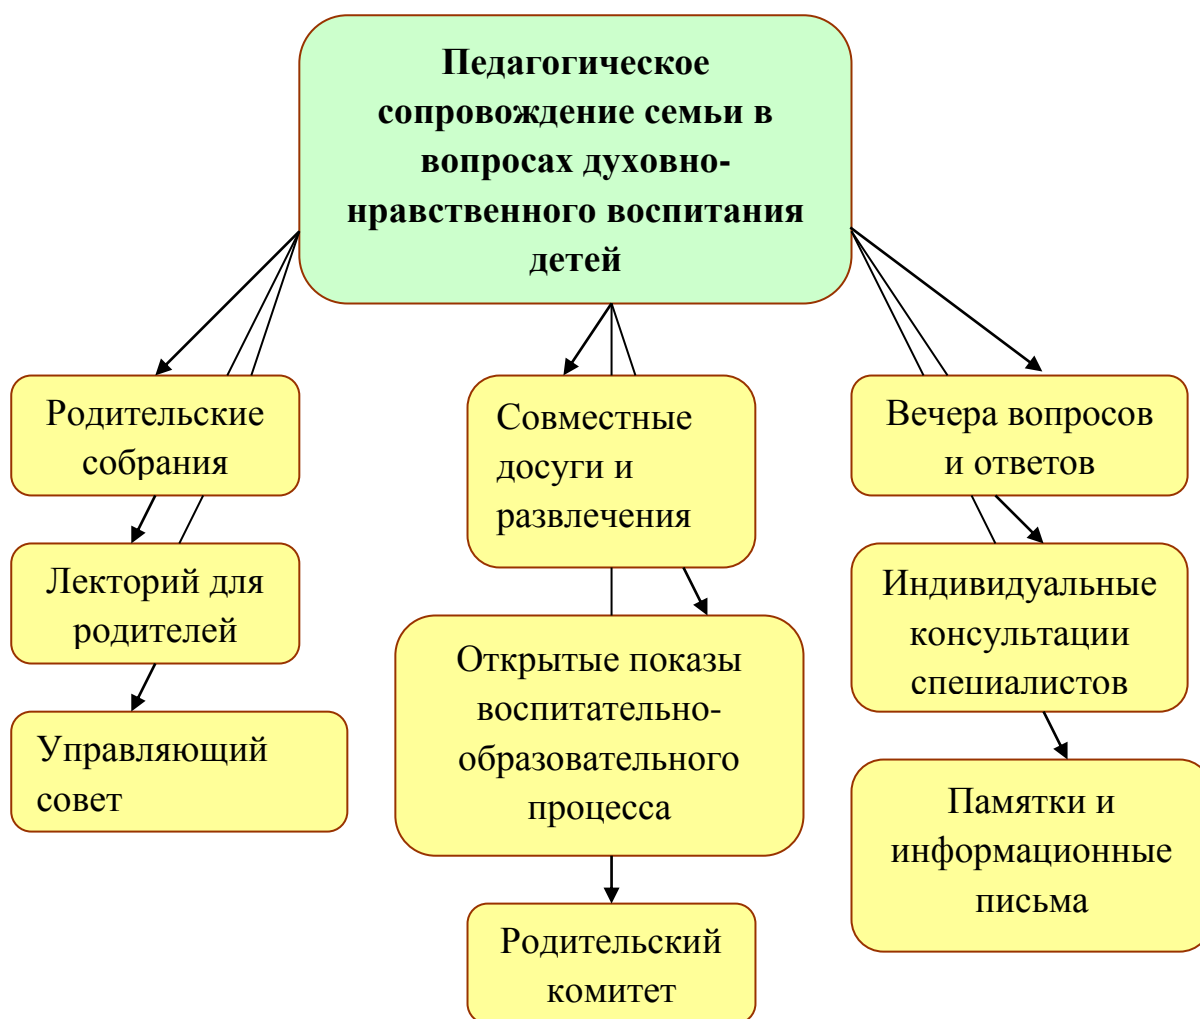 Педагогическое
сопровождение семьи в
вопросах духовно-
нравственного воспитания
детей
Родительские
собрания
Совместные
досуги и
развлечения
Вечера вопросов
и ответов
Лекторий для
родителей
Индивидуальные
консультации
специалистов
Открытые показы
воспитательно-
образовательного
процесса
Управляющий
совет
Памятки и
информационные
письма
Родительский
комитет